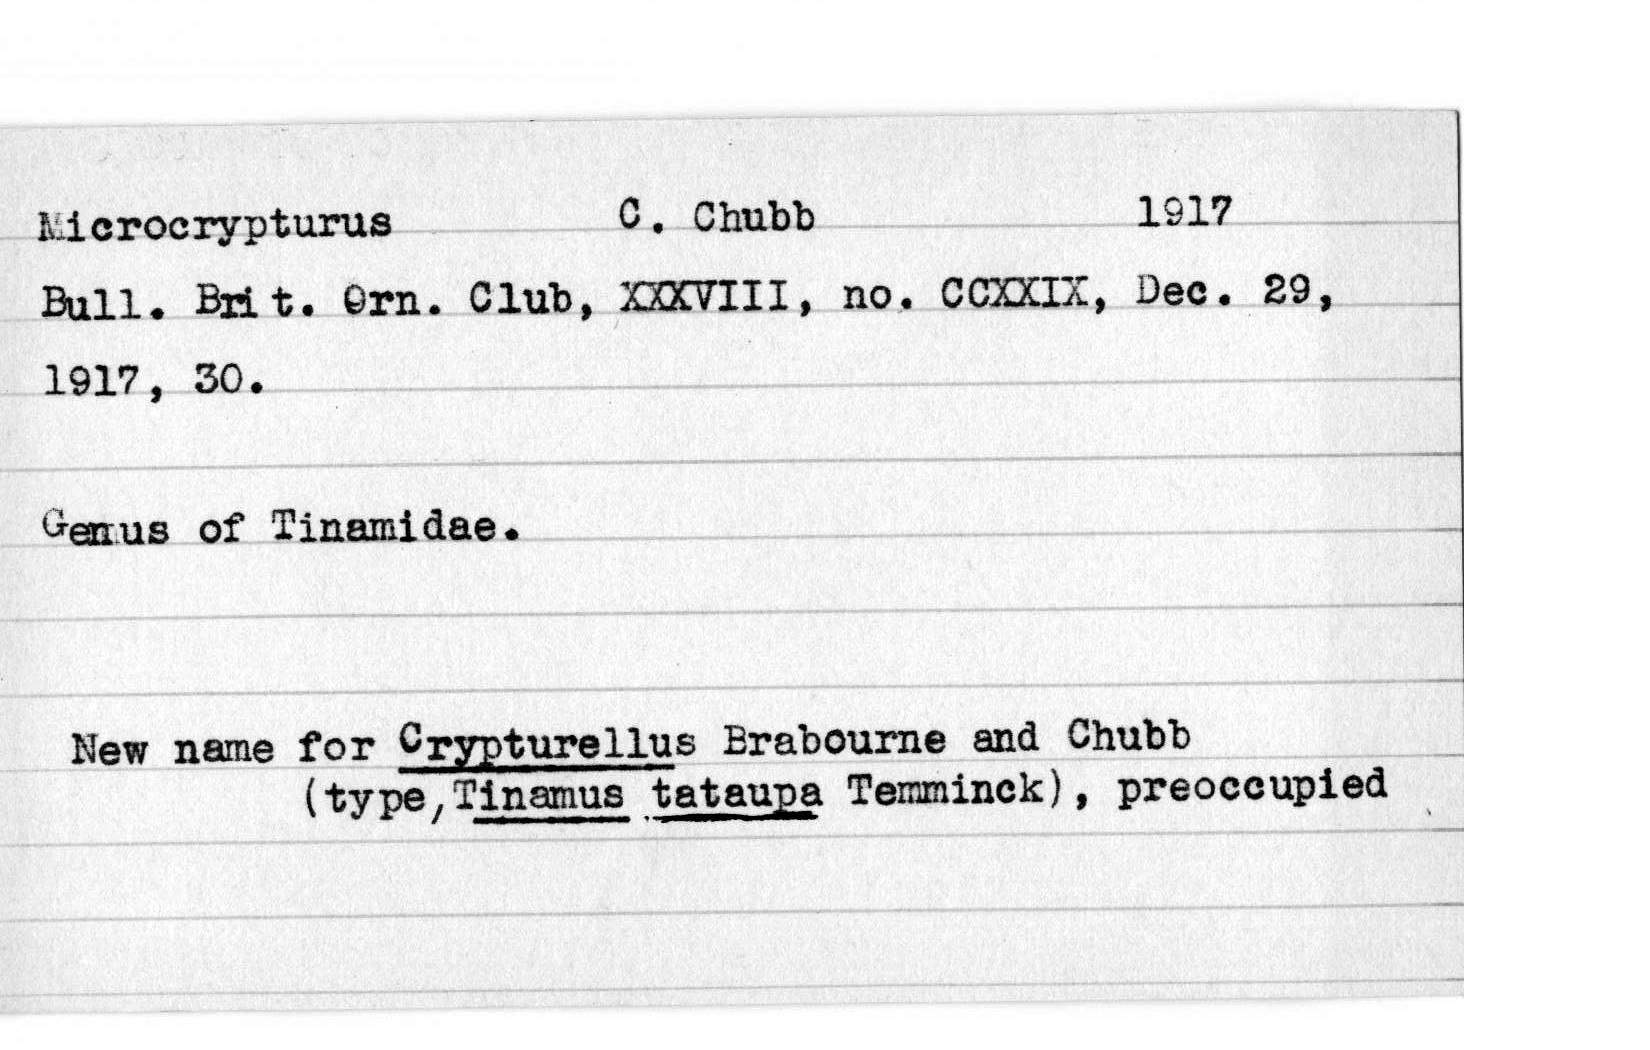 Microcrypturus C. Chubb 1917
Bull. Brit. Orn. Club, XXXVIII, no. CCXXIX, Dec. 29,
1917, 30.
Genus of Tinamidae.
New name for Crypturellus Brabourne and Chubb
(type, Tinamus tataupa Temminck), preoccupied